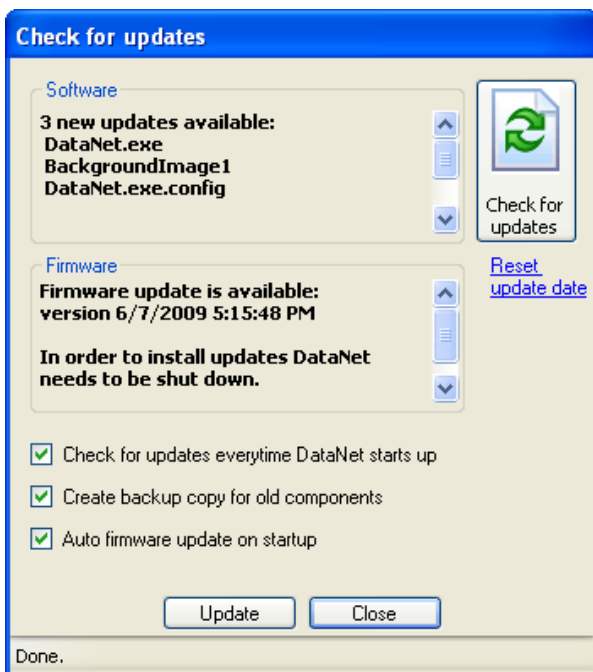 Check for updates
Software
3 new updates available:
DataNet.exe
BackgroundImage1
DataNet.exe.config
Check for
updates
Reset
update date
Firmware
Firmware update is available:
version 6/7/2009 5:15:48 PM
In order to install updates DataNet
needs to be shut down.
Check for updates everytime DataNet starts up
Create backup copy for old components
Auto firmware update on startup
Update
Close
Done.